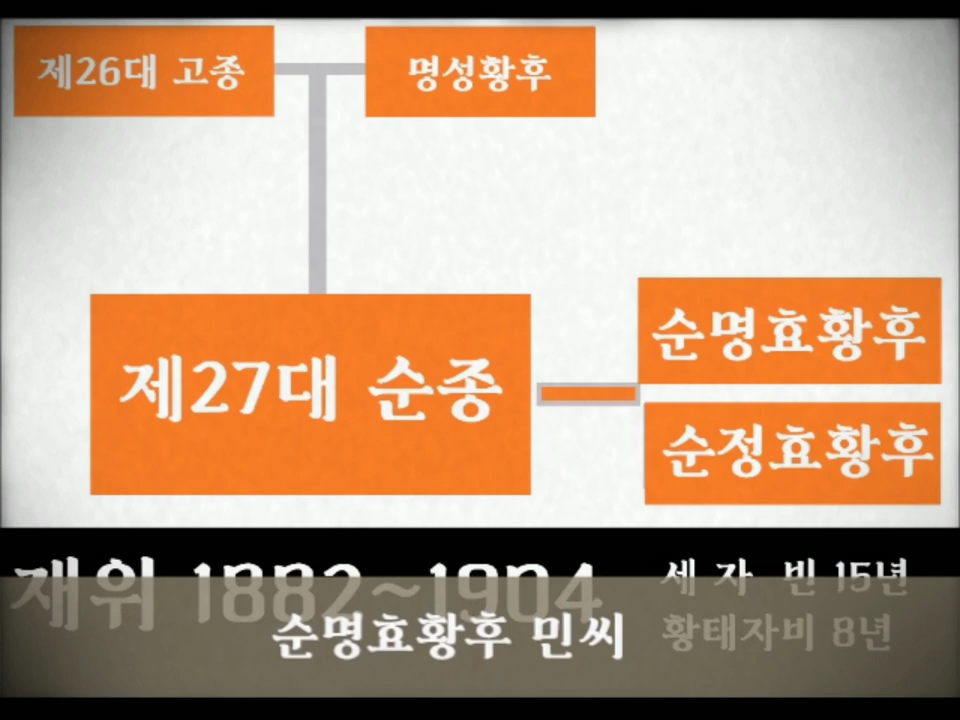 제26대 고종
명성황후
제27대 순종
순명효황후
순정효황후
재위 1882~1904
세 자 빈 15년
황태자비 8년
순명효황후 민씨